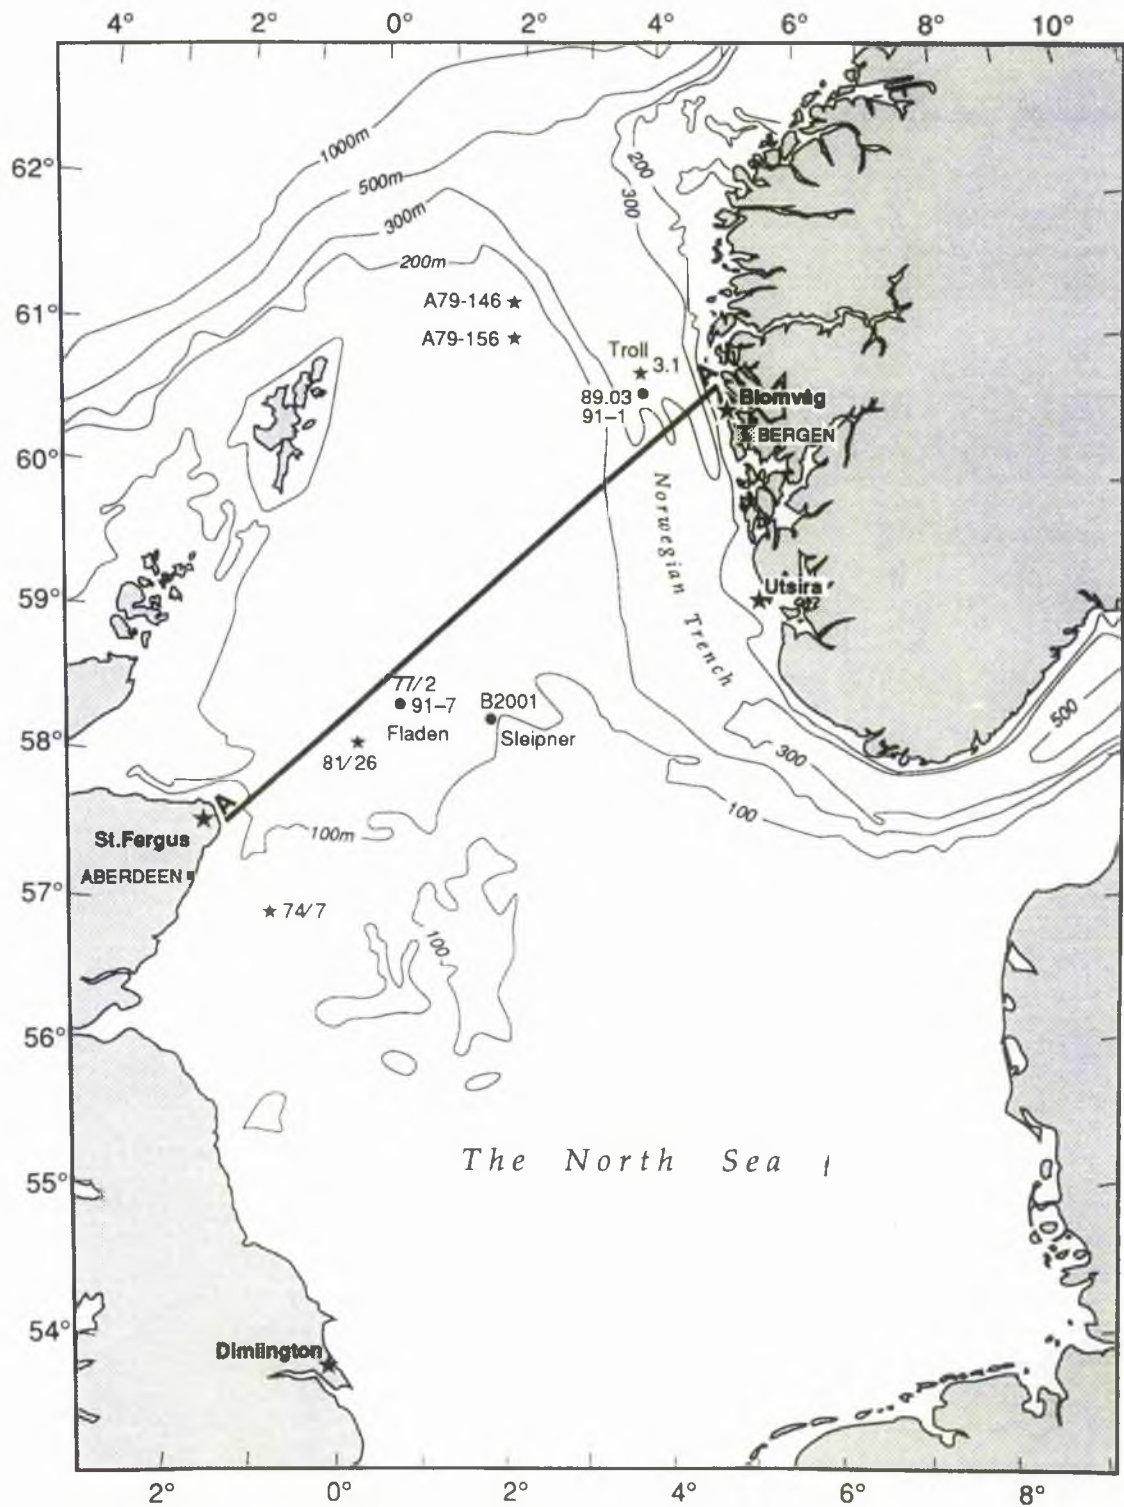 4° 2° 0° 2° 4° 6° 8° 10°
1000m
62°
500m
200
300
300m
200m
61°
A79-146
A79-156
Troll
3.1
A'
89.03
91-1
Blomvåg
BERGEN
60°
Norwegian Trench
59°
Utsira
77/2
91-7
Fladen
B2001
Sleipner
500
58°
81/26
300
100
A
St.Fergus
100m
ABERDEEN
57°
74/7
100
56°
The North Sea
55°
54°
Dimlington
2° 0° 2° 4° 6° 8°